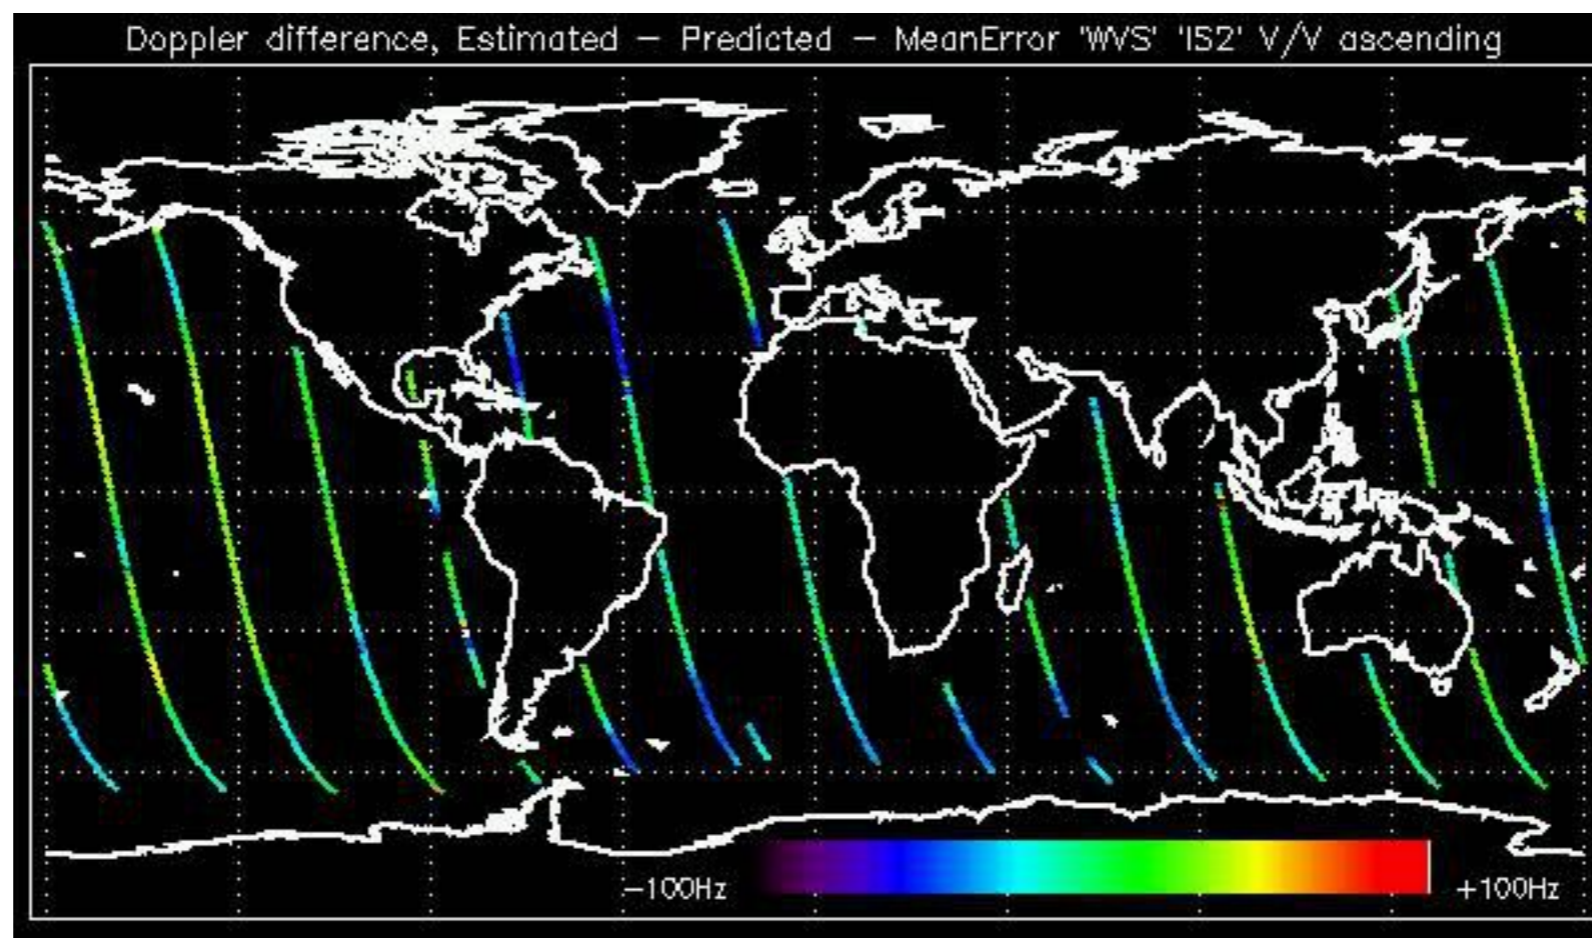 Doppler difference, Estimated − Predicted − MeanError 'WVS' 'IS2' V/V ascending
−100Hz
+100Hz